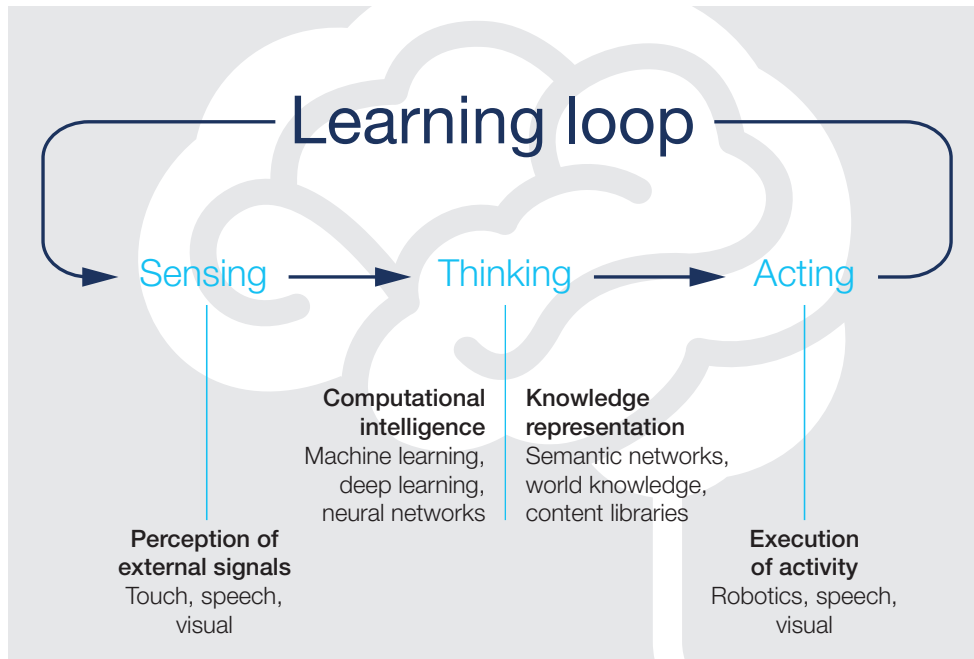 Learning loop
Sensing
Thinking
Acting
Computational
intelligence
Machine learning,
deep learning,
neural networks
Knowledge
representation
Semantic networks,
world knowledge,
content libraries
Perception of
external signals
Touch, speech,
visual
Execution
of activity
Robotics, speech,
visual